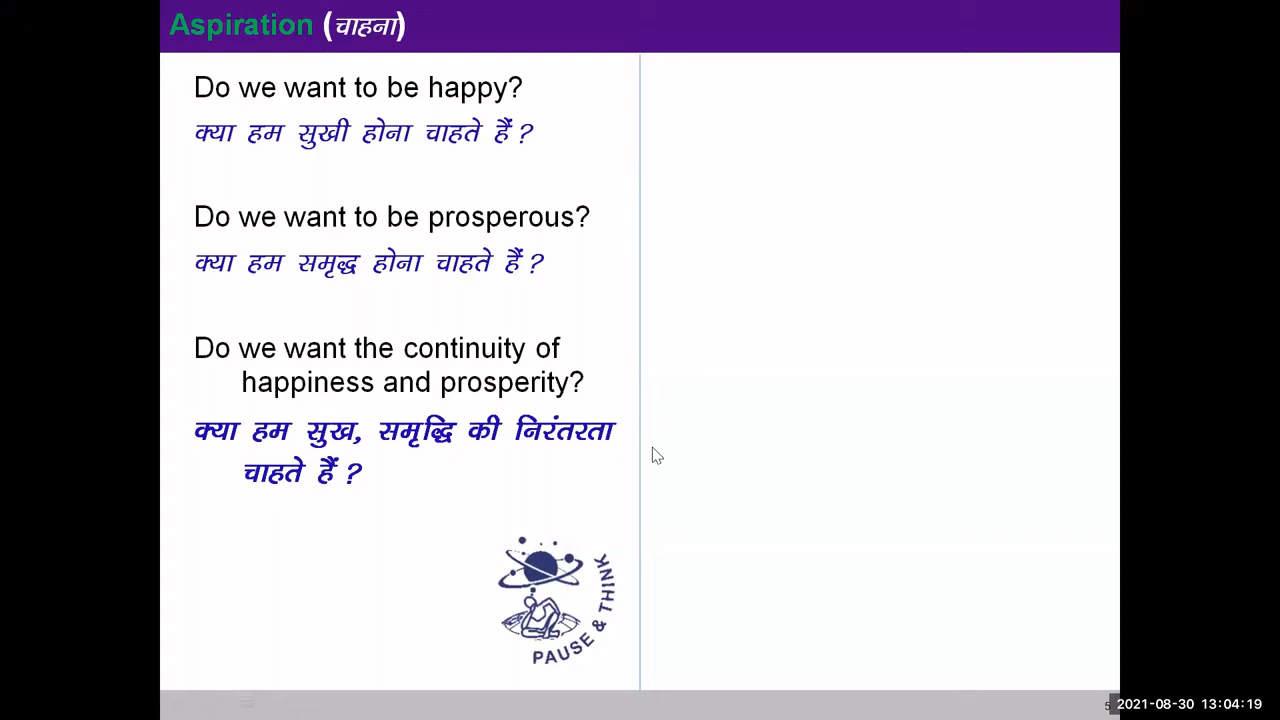 Aspiration (चाहना)
Do we want to be happy?
क्या हम सुखी होना चाहते हैं ?
Do we want to be prosperous?
क्या हम समृद्ध होना चाहते हैं ?
Do we want the continuity of
happiness and prosperity?
क्या हम सुख, समृद्धि की निरंतरता
चाहते हैं ?
PAUSE & THINK
5
2021-08-30 13:04:19